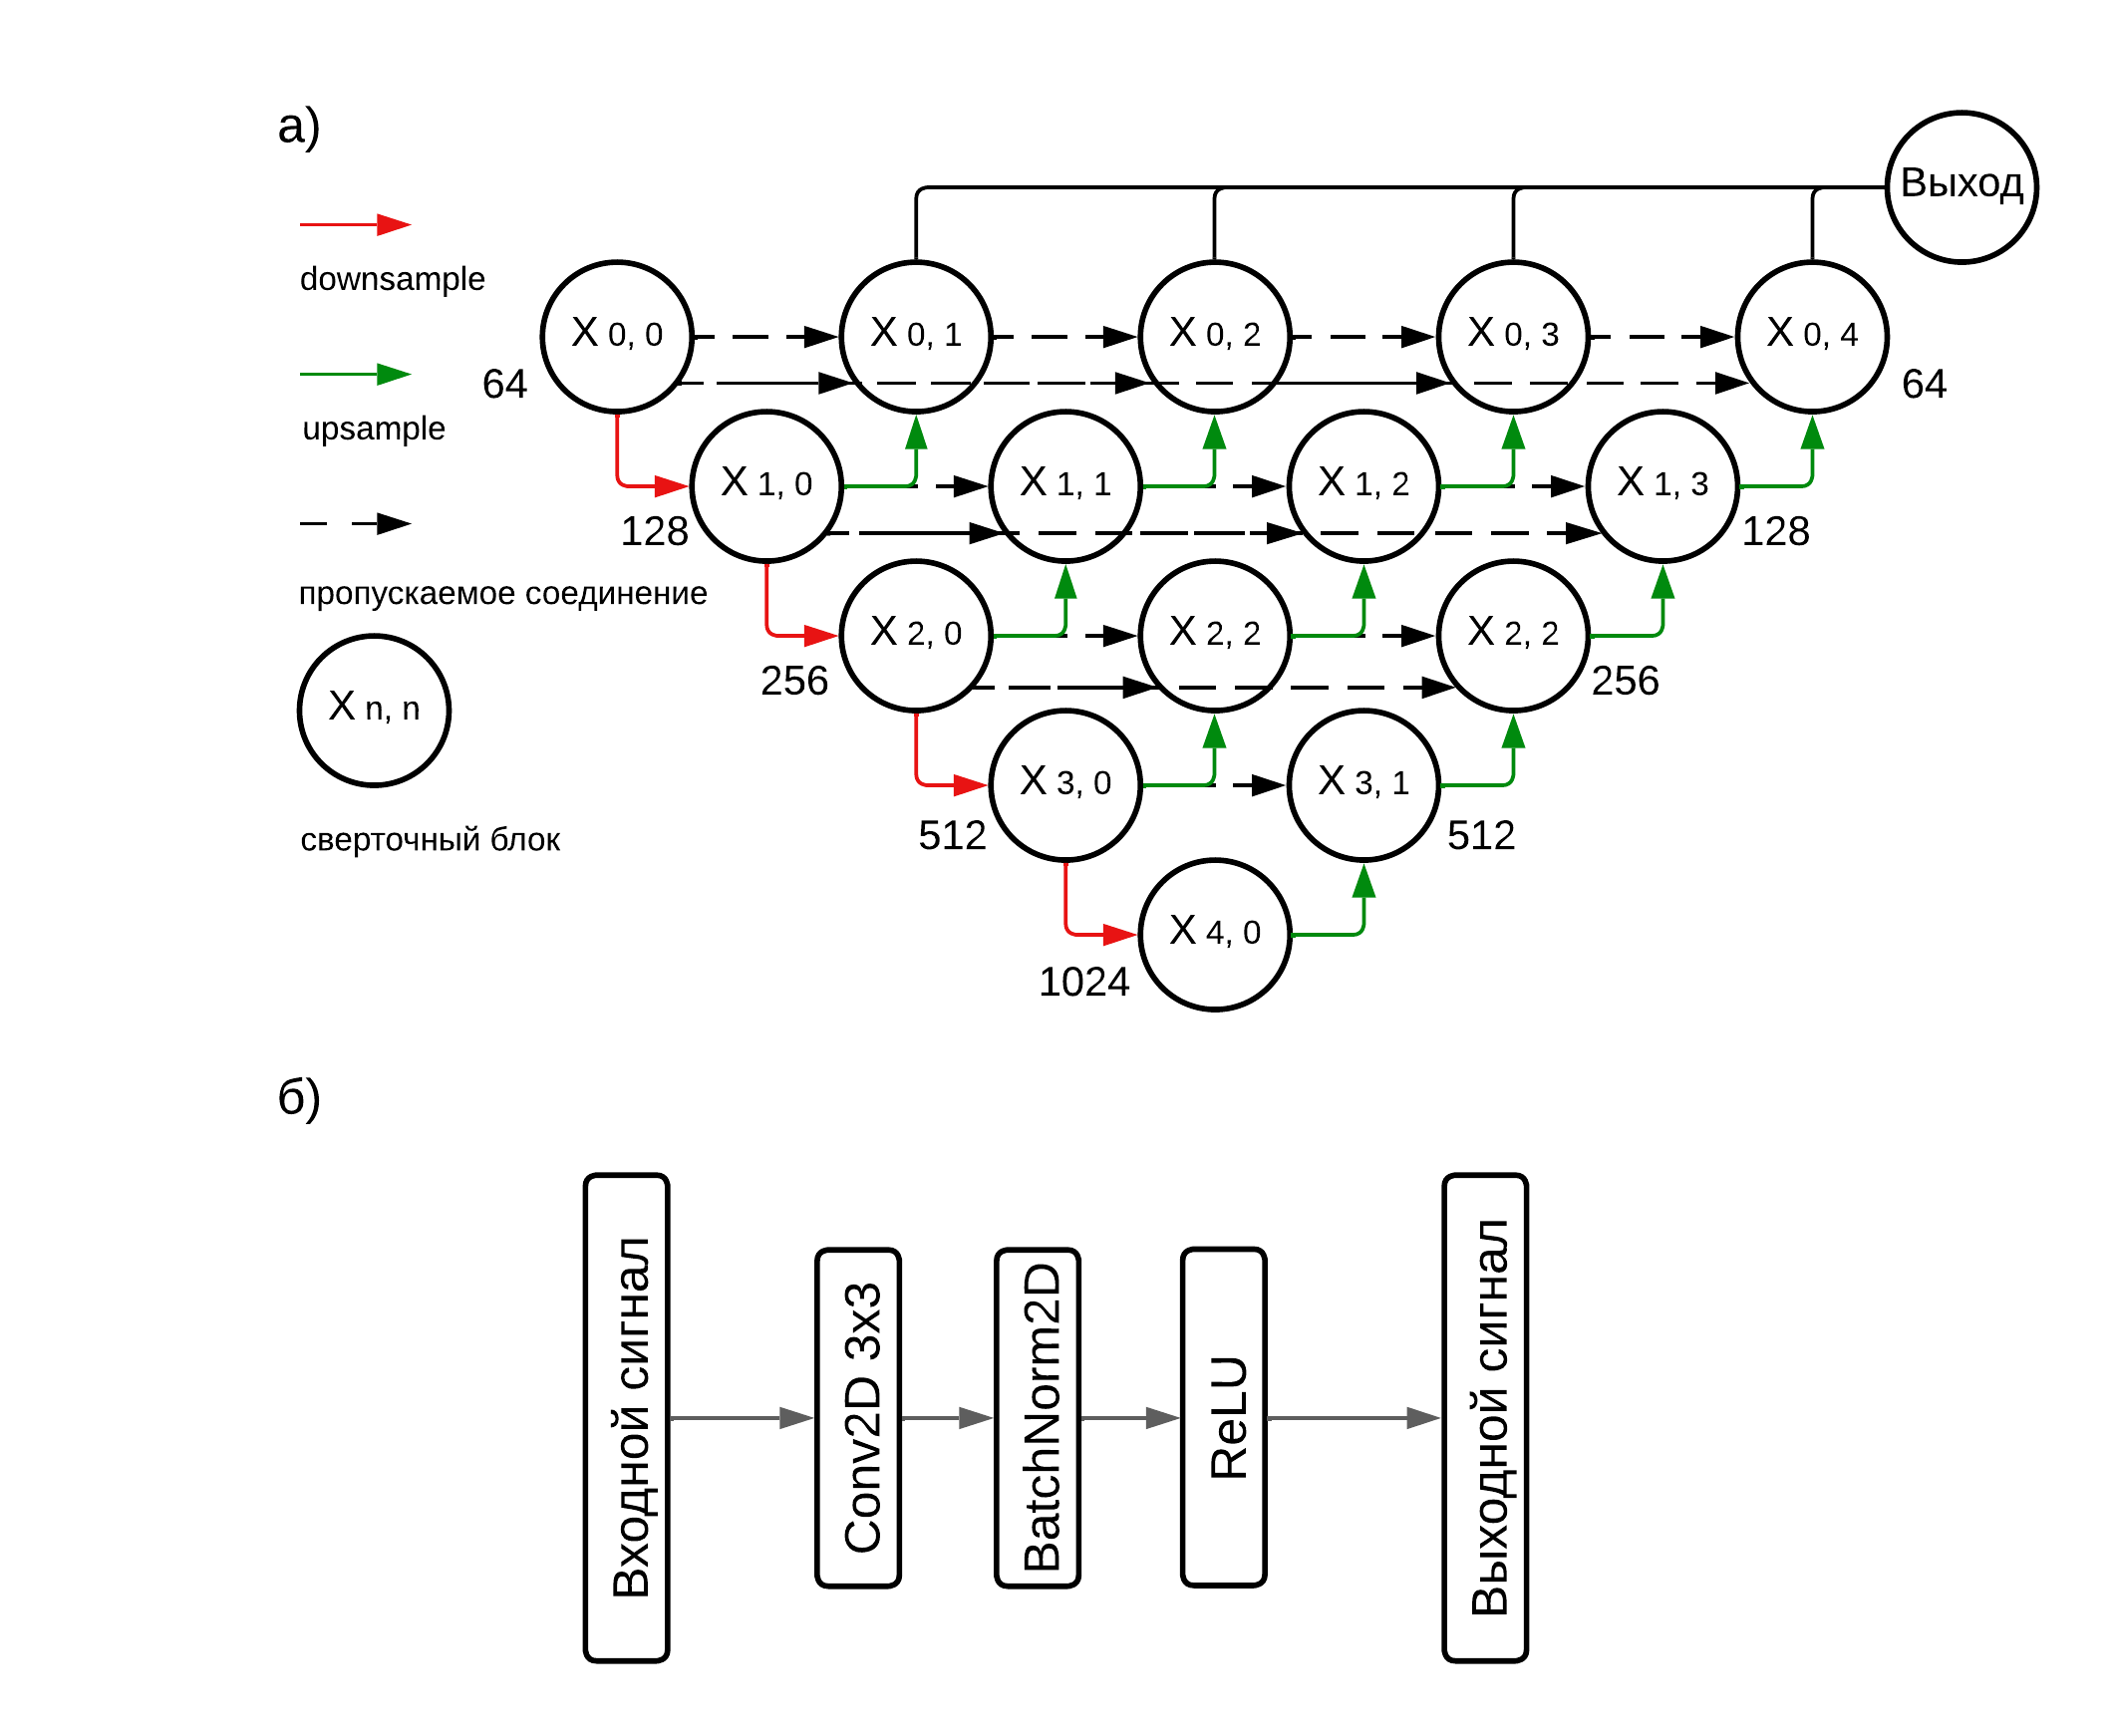 а)
Выход
downsample
X 0, 0
X 0, 1
X 0, 2
X 0, 3
X 0, 4
64
64
upsample
X 1, 0
X 1, 1
X 1, 2
X 1, 3
128
128
пропускаемое соединение
X 2, 0
X 2, 2
X 2, 2
256
256
X n, n
X 3, 0
X 3, 1
сверточный блок
512
512
X 4, 0
1024
б)
Входной сигнал
Conv2D 3x3
BatchNorm2D
ReLU
Выходной сигнал